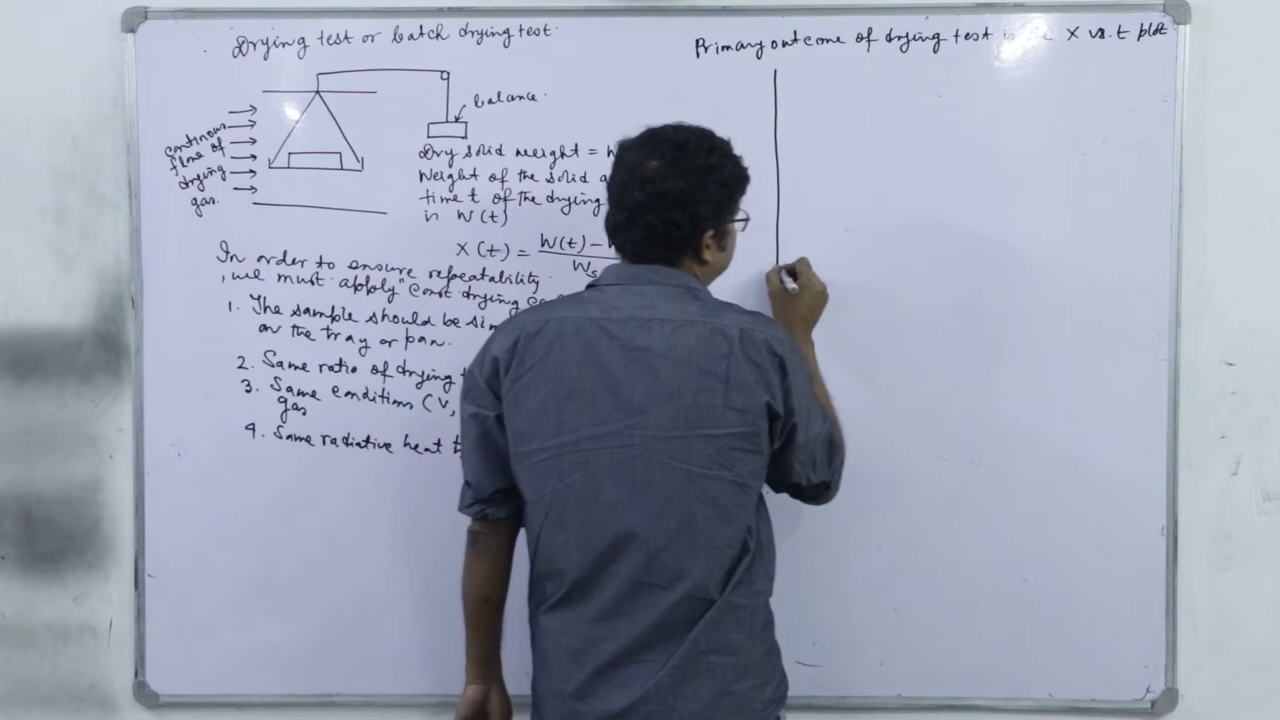 Drying test or batch drying test.
balance.
continous
flow of
drying
gas.
Dry solid weight =
Weight of the solid
time t of the drying
is W(t)
X(t) = W(t) -
Ws
In order to ensure repeatability.
, we must apply "const. drying
1. The sample should be
on the tray or pan.
2. Same ratio of drying
3. Same conditions (v,
gas
4. Same radiative heat
Primary outcome of drying test X vs. t plot